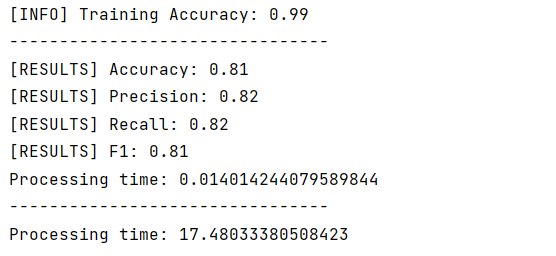 [INFO] Training Accuracy: 0.99
--------------------------------
[RESULTS] Accuracy: 0.81
[RESULTS] Precision: 0.82
[RESULTS] Recall: 0.82
[RESULTS] F1: 0.81
Processing time: 0.014014244079589844
--------------------------------
Processing time: 17.48033380508423